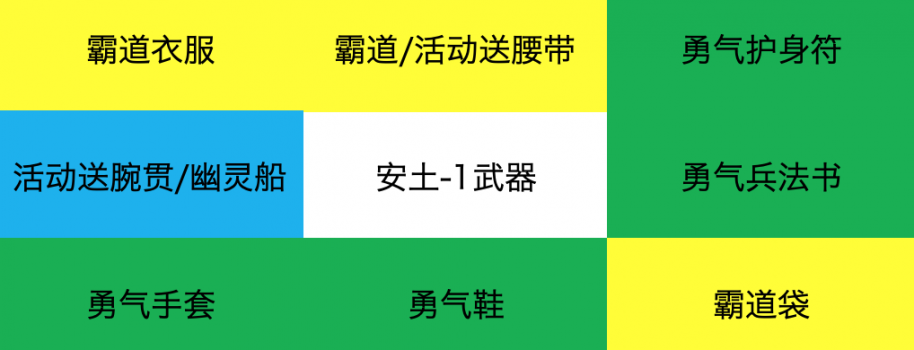 霸道衣服
霸道/活动送腰带
勇气护身符
活动送腕贯/幽灵船
安土-1武器
勇气兵法书
勇气手套
勇气鞋
霸道袋